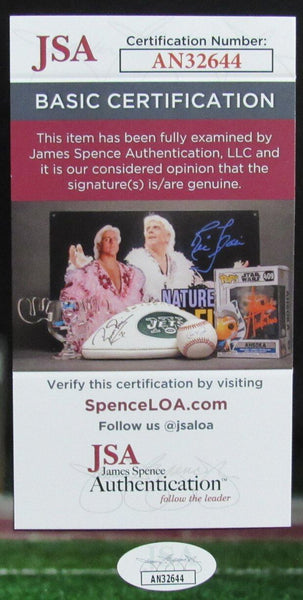 JSA
Certification Number:
AN32644
BASIC CERTIFICATION
This item has been fully examined by
James Spence Authentication, LLC and
it is our considered opinion that the
signature(s) is/are genuine.
NATURE
JETS
STAR
WARS
AHSOKA
Verify this certification by visiting
SpenceLOA.com
Follow us @jsaloa
JSA
James Spence
Authentication™
follow the leader
AN32644